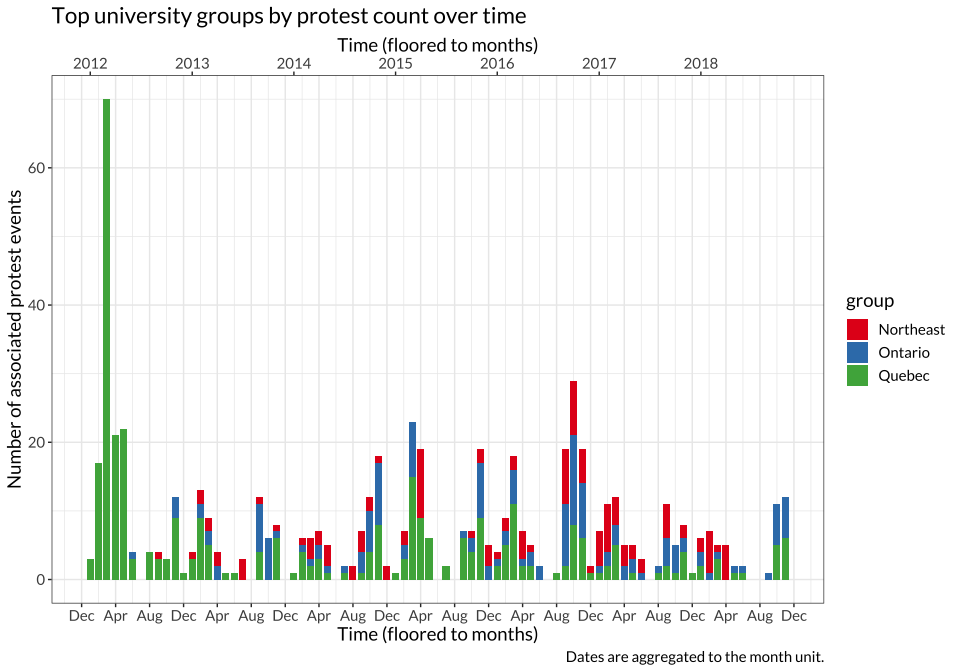 Top university groups by protest count over time
Time (floored to months)
2012 2013 2014 2015 2016 2017 2018
Number of associated protest events
60
40
20
0
group
Northeast
Ontario
Quebec
Dec Apr Aug Dec Apr Aug Dec Apr Aug Dec Apr Aug Dec Apr Aug Dec Apr Aug Dec Apr Aug Dec
Time (floored to months)
Dates are aggregated to the month unit.